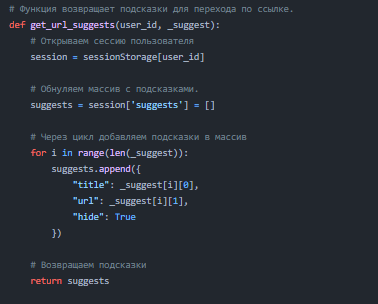 # Функция возвращает подсказки для перехода по ссылке.
def get_url_suggests(user_id, _suggest):
    # Открываем сессию пользователя
    session = sessionStorage[user_id]

    # Обнуляем массив с подсказками.
    suggests = session['suggests'] = []

    # Через цикл добавляем подсказки в массив
    for i in range(len(_suggest)):
        suggests.append({
            "title": _suggest[i][0],
            "url": _suggest[i][1],
            "hide": True
        })

    # Возвращаем подсказки
    return suggests